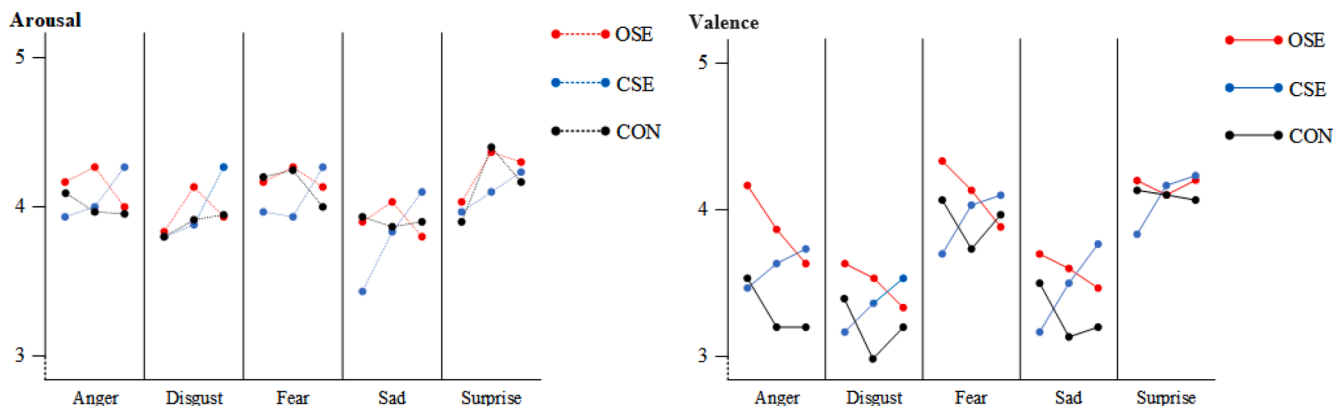 Arousal
5
4
3
Anger
Disgust
Fear
Sad
Surprise
OSE
CSE
CON
Valence
5
4
3
Anger
Disgust
Fear
Sad
Surprise
OSE
CSE
CON